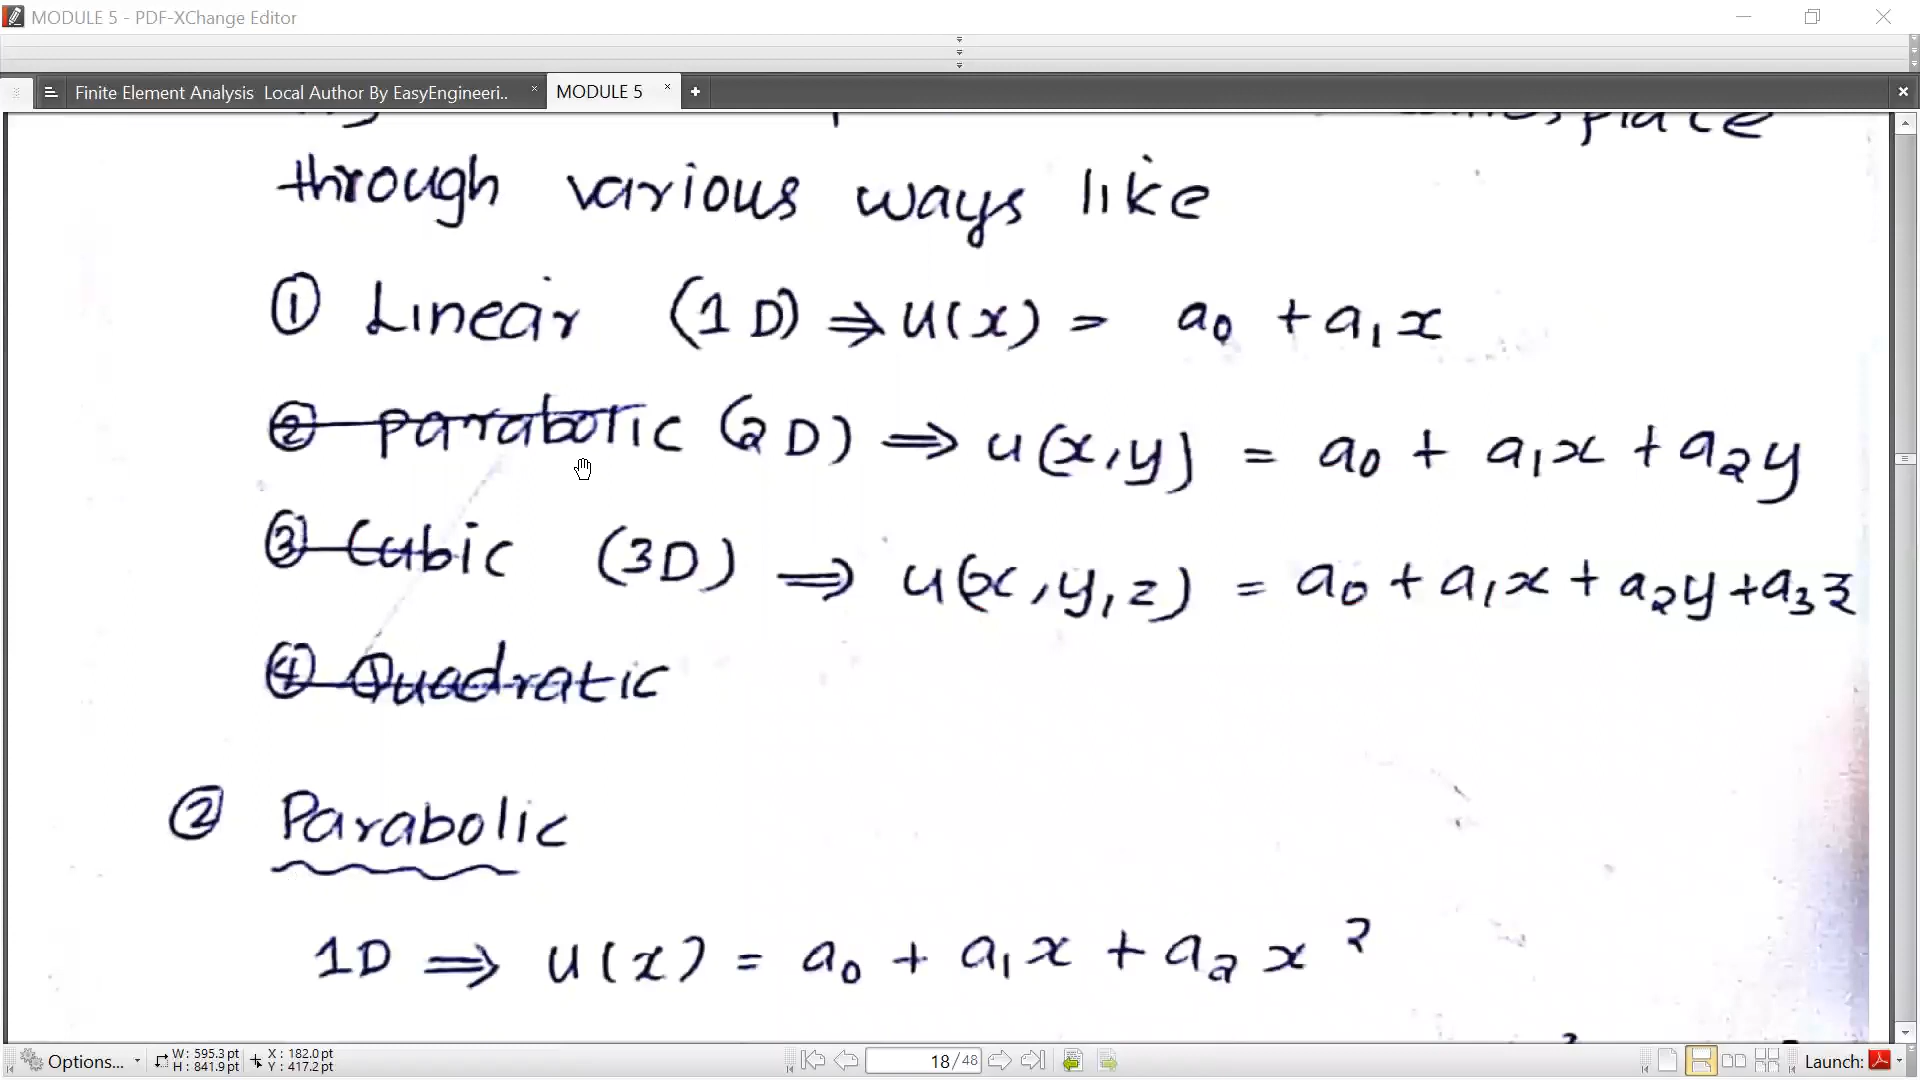 MODULE 5 - PDF-XChange Editor
Finite Element Analysis Local Author By EasyEngineeri..
MODULE 5
place
through various ways like
① Linear (1D) ⇒ u(x) = a₀ + a₁x
② Parabolic (2D) ⇒ u(x,y) = a₀ + a₁x + a₂y
③ Cubic (3D) ⇒ u(x,y,z) = a₀ + a₁x + a₂y + a₃z
④ Quadratic
② Parabolic
1D ⇒ u(x) = a₀ + a₁x + a₂x²
Options...
W: 595.3 pt
H: 841.9 pt
X: 182.0 pt
Y: 417.2 pt
18 / 48
Launch: